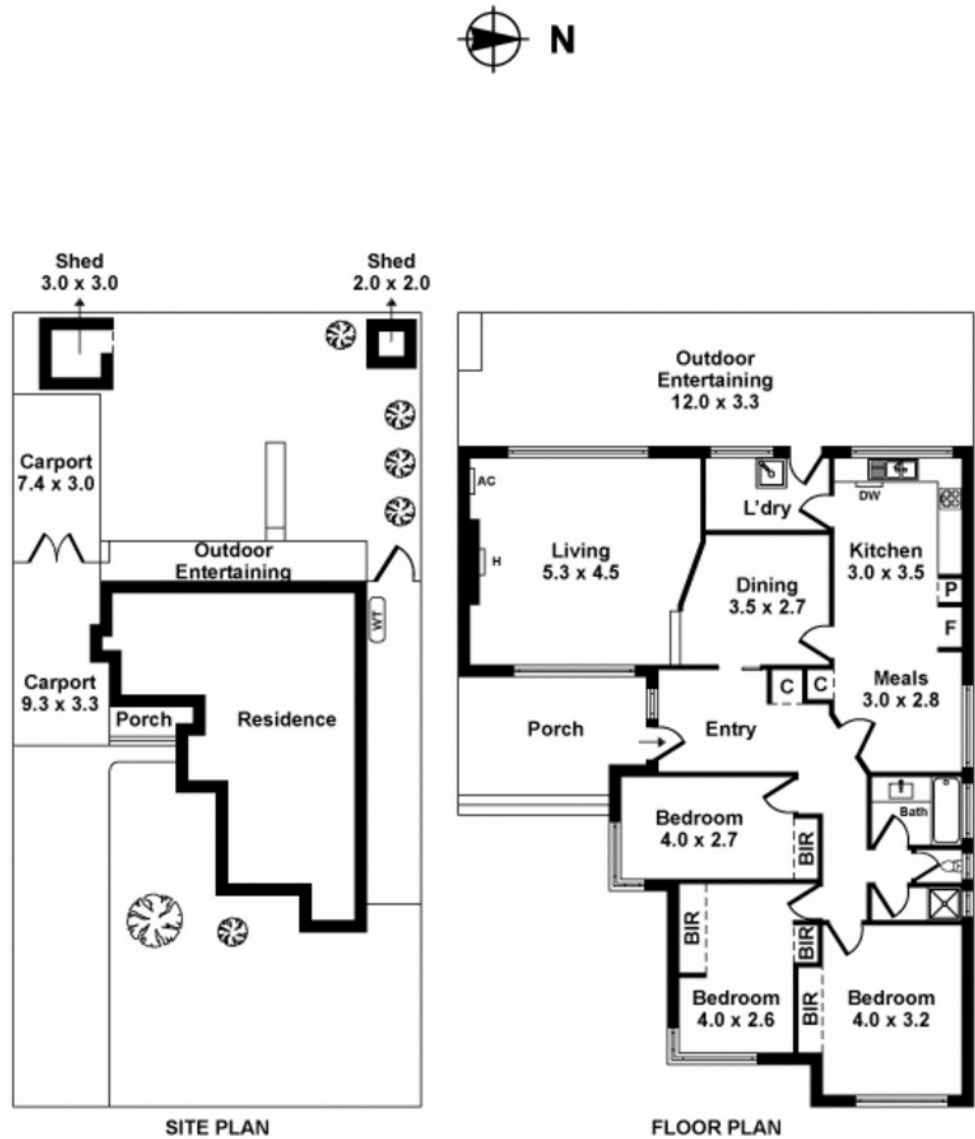 N
Shed
3.0 x 3.0
Shed
2.0 x 2.0
Carport
7.4 x 3.0
Outdoor
Entertaining
WT
Carport
9.3 x 3.3
Porch
Residence
SITE PLAN
Outdoor
Entertaining
12.0 x 3.3
AC
H
Living
5.3 x 4.5
L'dry
DW
Kitchen
3.0 x 3.5
P
F
Dining
3.5 x 2.7
C
C
Meals
3.0 x 2.8
Porch
Entry
Bath
Bedroom
4.0 x 2.7
BIR
BIR
BIR
Bedroom
4.0 x 2.6
BIR
Bedroom
4.0 x 3.2
FLOOR PLAN